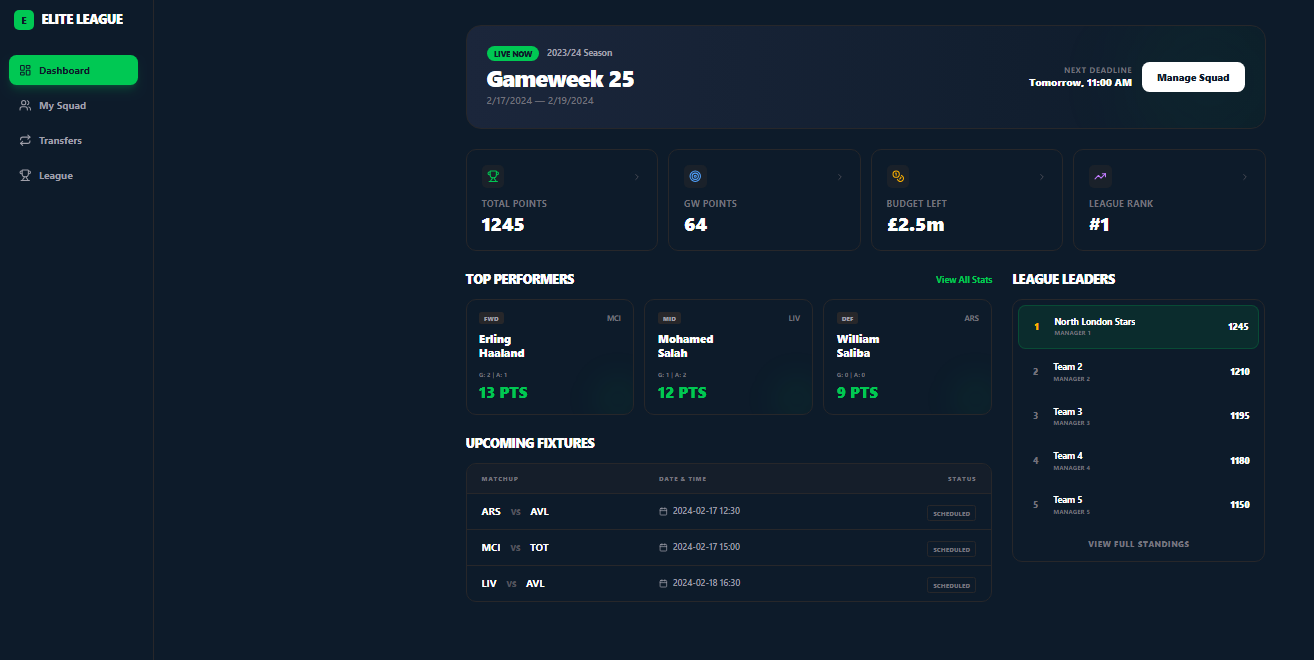 E ELITE LEAGUE
Dashboard
My Squad
Transfers
League
LIVE NOW 2023/24 Season
Gameweek 25
2/17/2024 — 2/19/2024
NEXT DEADLINE
Tomorrow, 11:00 AM
Manage Squad
TOTAL POINTS
1245
GW POINTS
64
BUDGET LEFT
£2.5m
LEAGUE RANK
#1
TOP PERFORMERS
View All Stats
FWD MCI
Erling
Haaland
G: 2 | A: 1
13 PTS
MID LIV
Mohamed
Salah
G: 1 | A: 2
12 PTS
DEF ARS
William
Saliba
G: 0 | A: 0
9 PTS
UPCOMING FIXTURES
MATCHUP DATE & TIME STATUS
ARS VS AVL 2024-02-17 12:30 SCHEDULED
MCI VS TOT 2024-02-17 15:00 SCHEDULED
LIV VS AVL 2024-02-18 16:30 SCHEDULED
LEAGUE LEADERS
1 North London Stars 1245
MANAGER 1
2 Team 2 1210
MANAGER 2
3 Team 3 1195
MANAGER 3
4 Team 4 1180
MANAGER 4
5 Team 5 1150
MANAGER 5
VIEW FULL STANDINGS